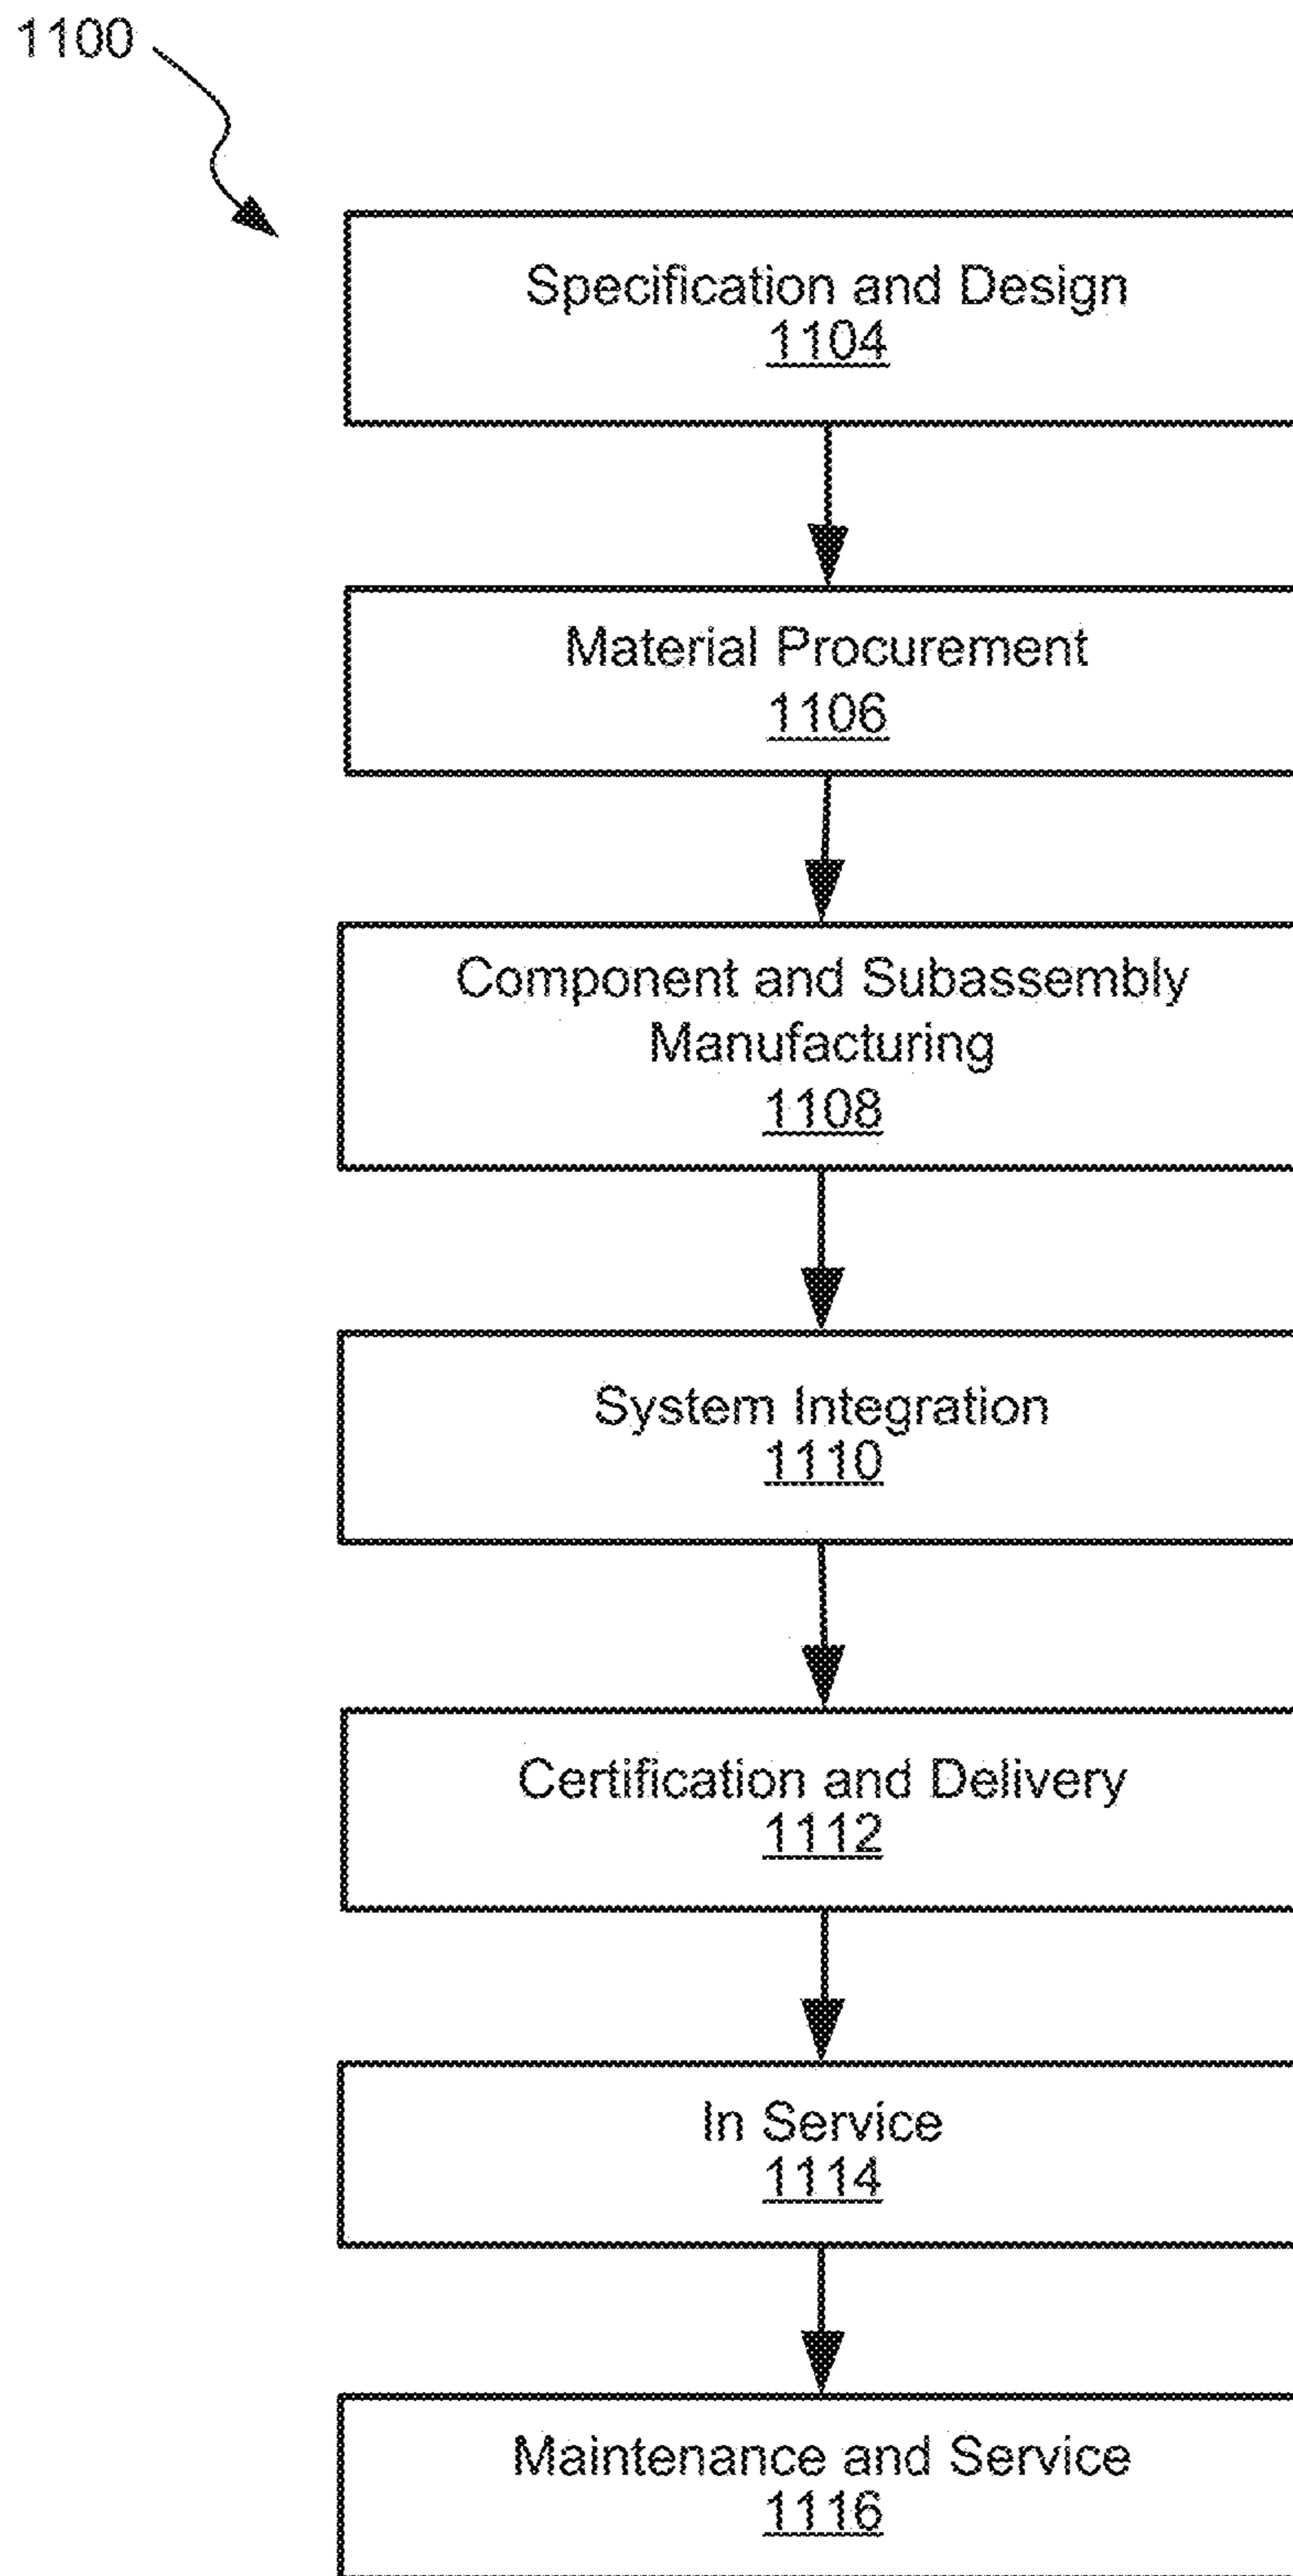 1100
Specification and Design
1104
Material Procurement
1106
Component and Subassembly
Manufacturing
1108
System Integration
1110
Certification and Delivery
1112
In Service
1114
Maintenance and Service
1116